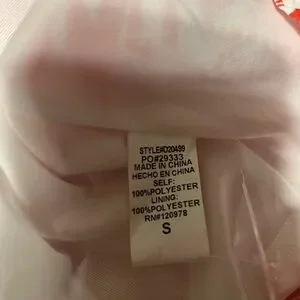 STYLE#D20499
PO#29333
MADE IN CHINA
HECHO EN CHINA
SELF:
100%POLYESTER
LINING:
100%POLYESTER
RN#120978
S